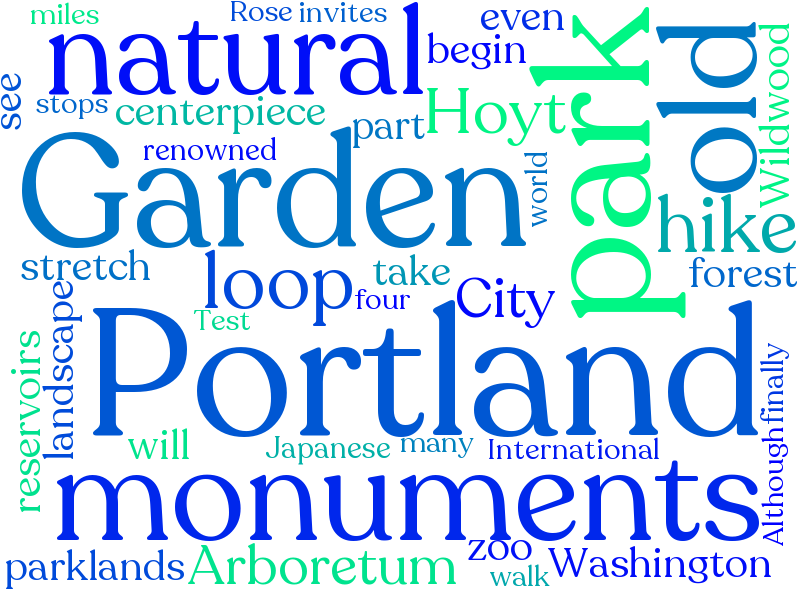 miles
Rose
invites
even
natural
begin
park
old
see
stops
centerpiece
part
Hoyt
Wildwood
renowned
Garden
world
hike
stretch
loop
take
four
City
forest
Test
landscape
Portland
reservoirs
will
Japanese
many
International
Although
finally
monuments
zoo
parklands
Arboretum
walk
Washington